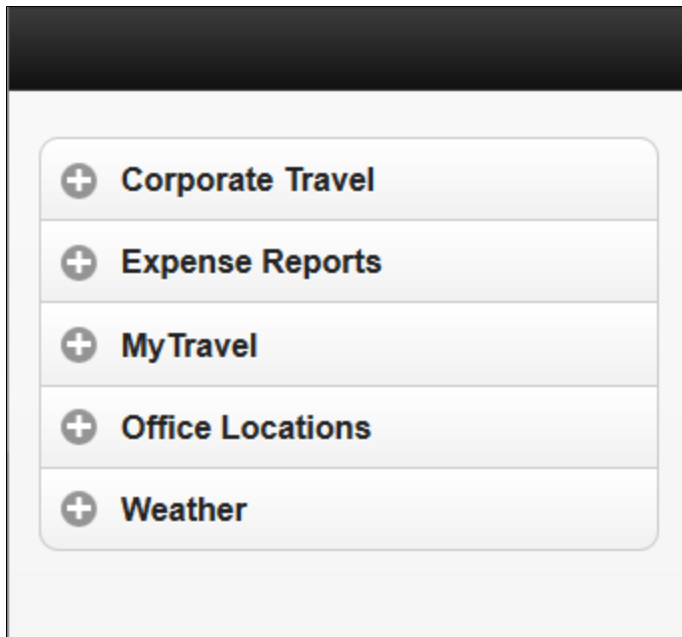 Corporate Travel
Expense Reports
MyTravel
Office Locations
Weather